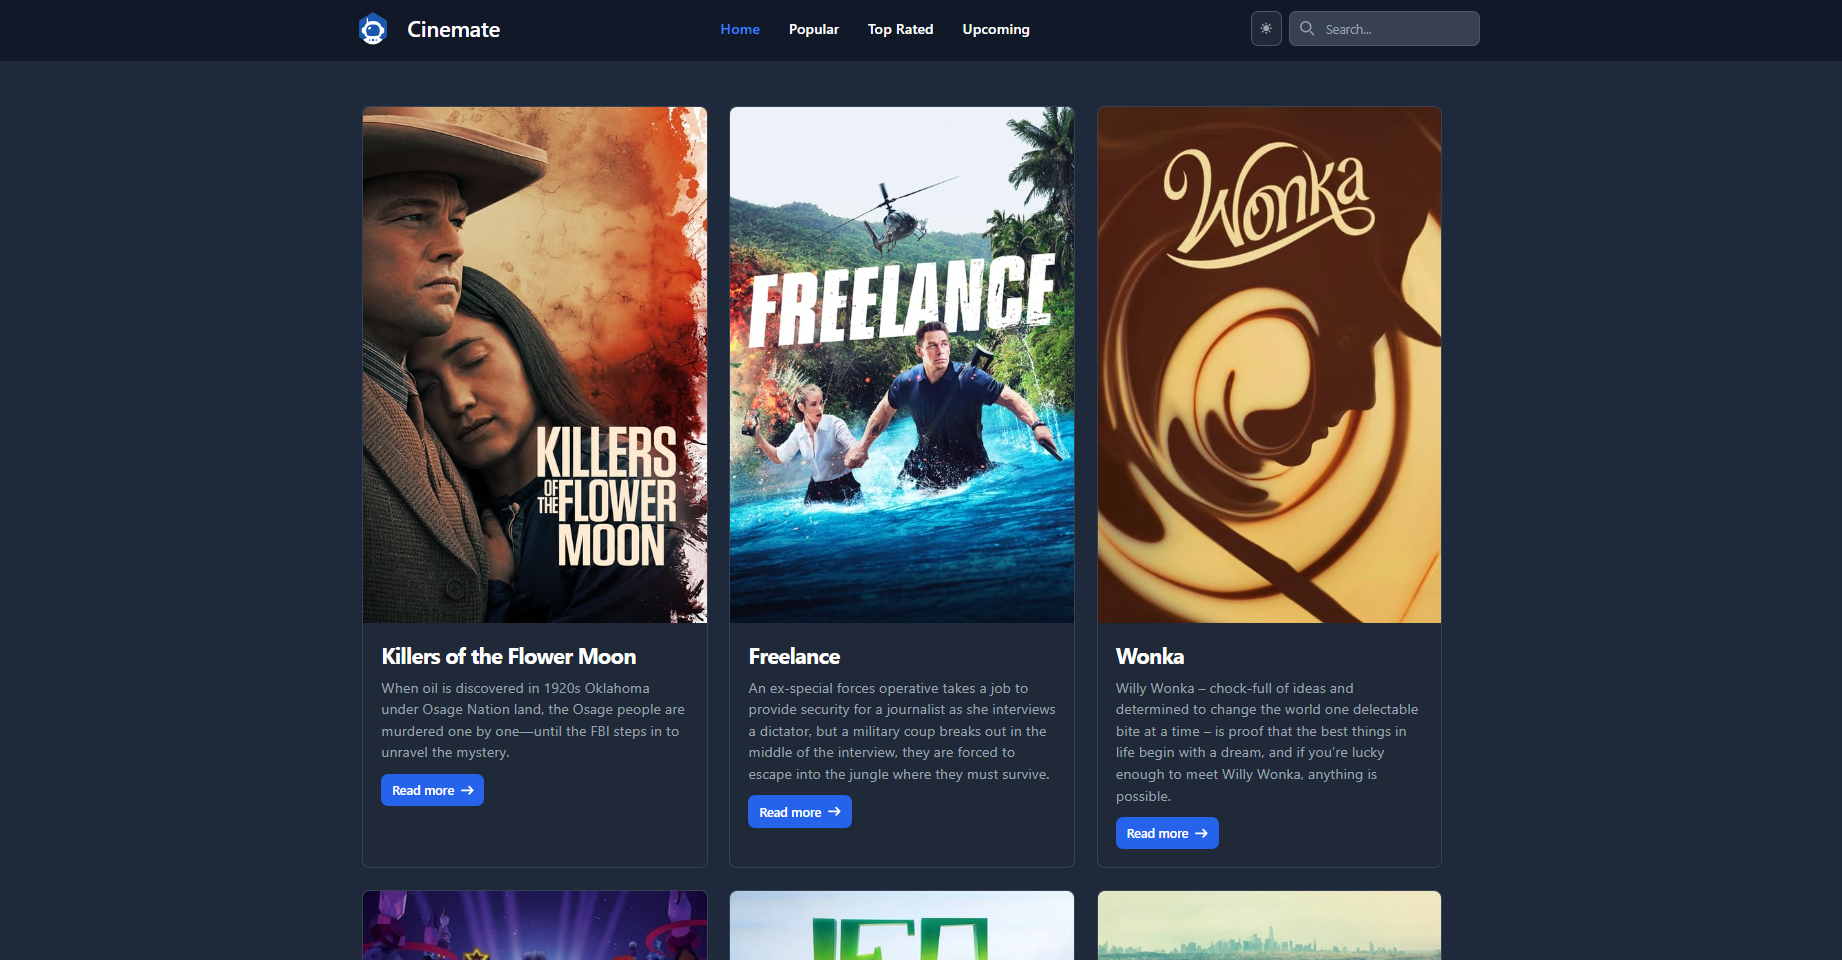 Cinemate
Home
Popular
Top Rated
Upcoming
Search...
KILLERS
OF
THE
FLOWER
MOON
FREELANCE
Wonka
Killers of the Flower Moon
When oil is discovered in 1920s Oklahoma
under Osage Nation land, the Osage people are
murdered one by one—until the FBI steps in to
unravel the mystery.
Read more
Freelance
An ex-special forces operative takes a job to
provide security for a journalist as she interviews
a dictator, but a military coup breaks out in the
middle of the interview, they are forced to
escape into the jungle where they must survive.
Read more
Wonka
Willy Wonka – chock-full of ideas and
determined to change the world one delectable
bite at a time – is proof that the best things in
life begin with a dream, and if you’re lucky
enough to meet Willy Wonka, anything is
possible.
Read more